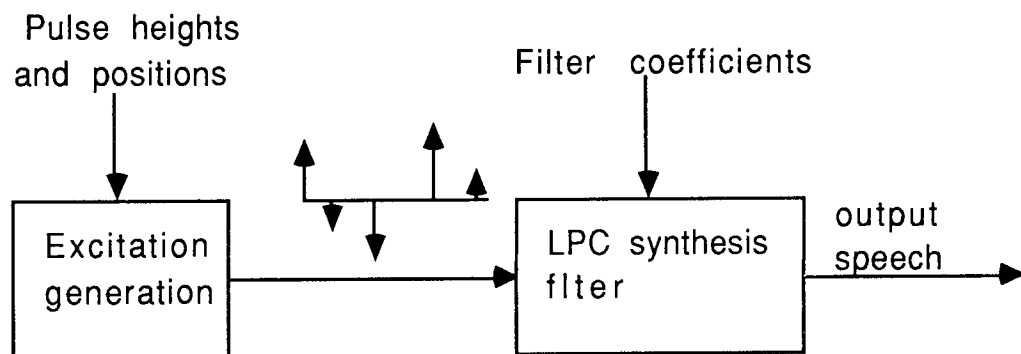 Pulse heights
and positions
Filter coefficients
Excitation
generation
LPC synthesis
flter
output
speech